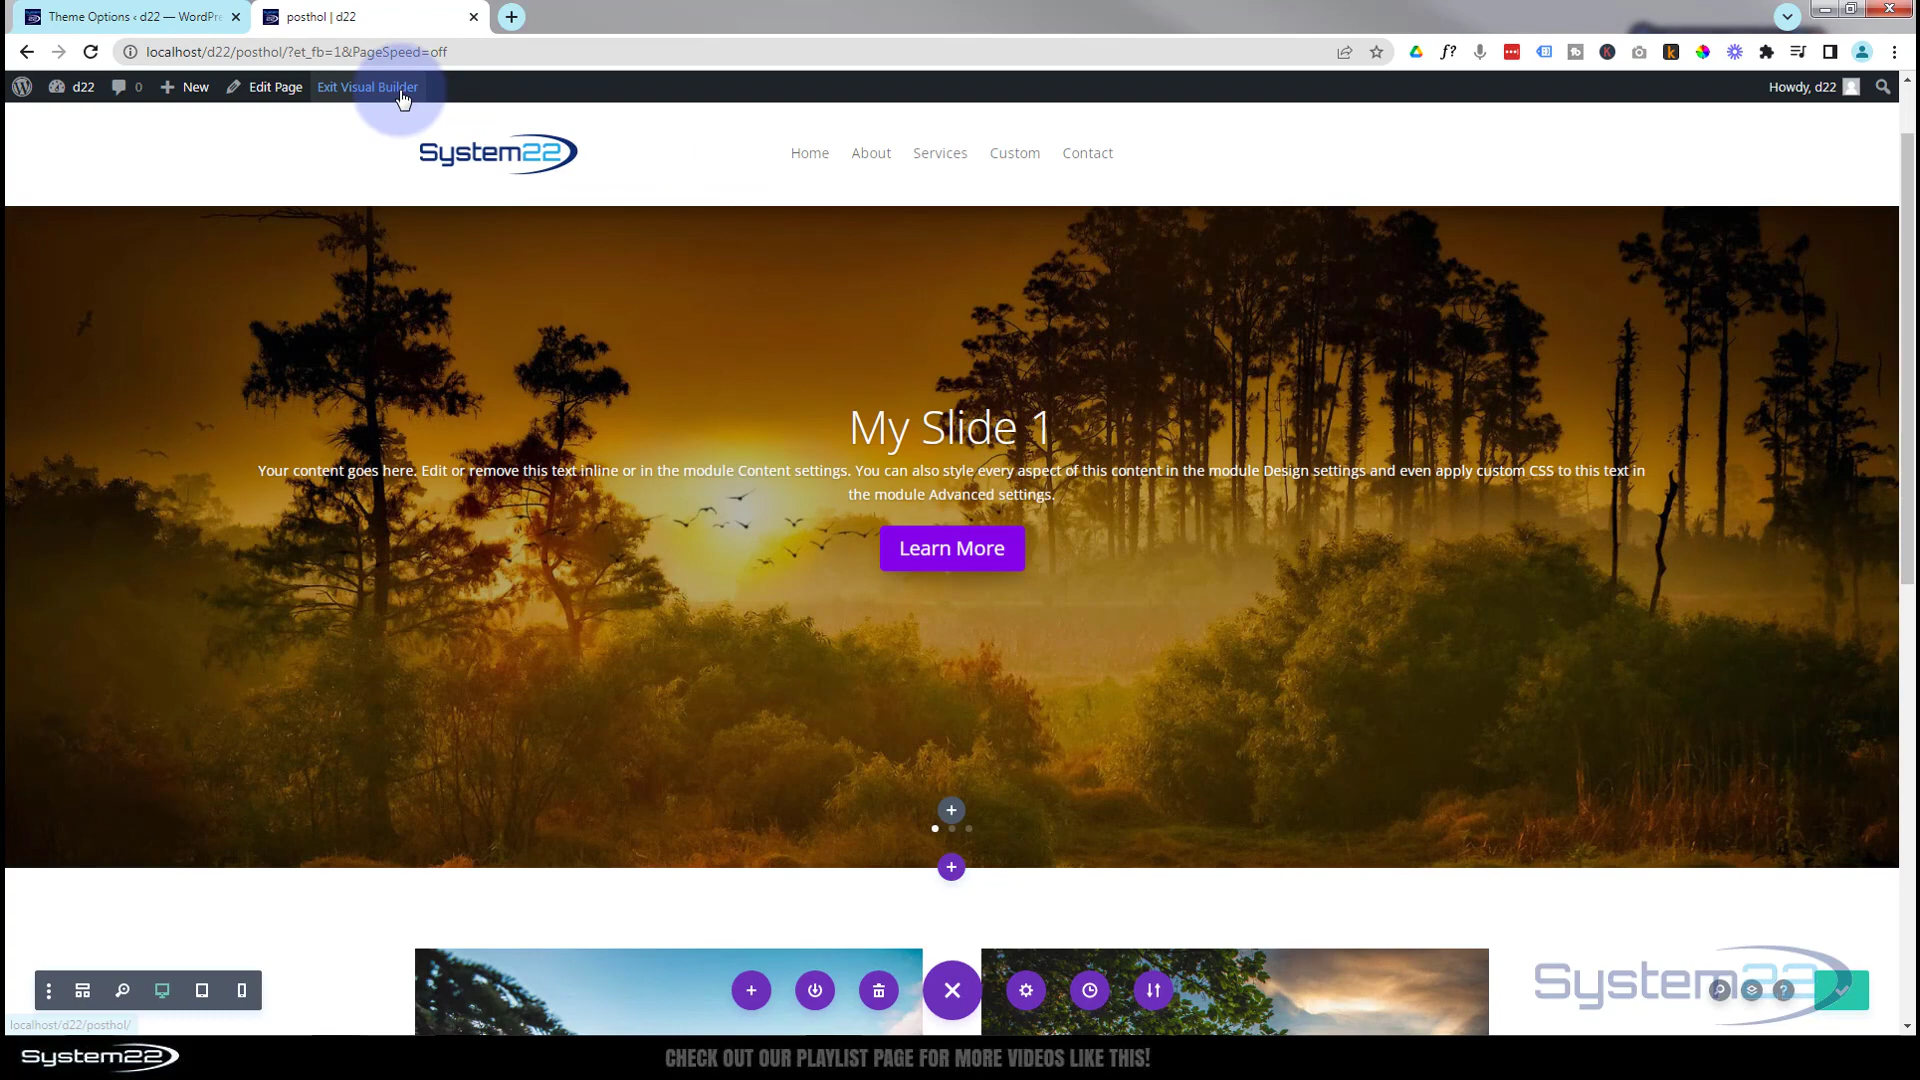 Theme Options ‹ d22 — WordPre
posthol | d22
localhost/d22/posthol/?et_fb=1&PageSpeed=off
d22
0
New
Edit Page
Exit Visual Builder
Howdy, d22
System22
Home
About
Services
Custom
Contact
My Slide 1
Your content goes here. Edit or remove this text inline or in the module Content settings. You can also style every aspect of this content in the module Design settings and even apply custom CSS to this text in
the module Advanced settings.
Learn More
System22
localhost/d22/posthol/
System22
CHECK OUT OUR PLAYLIST PAGE FOR MORE VIDEOS LIKE THIS!